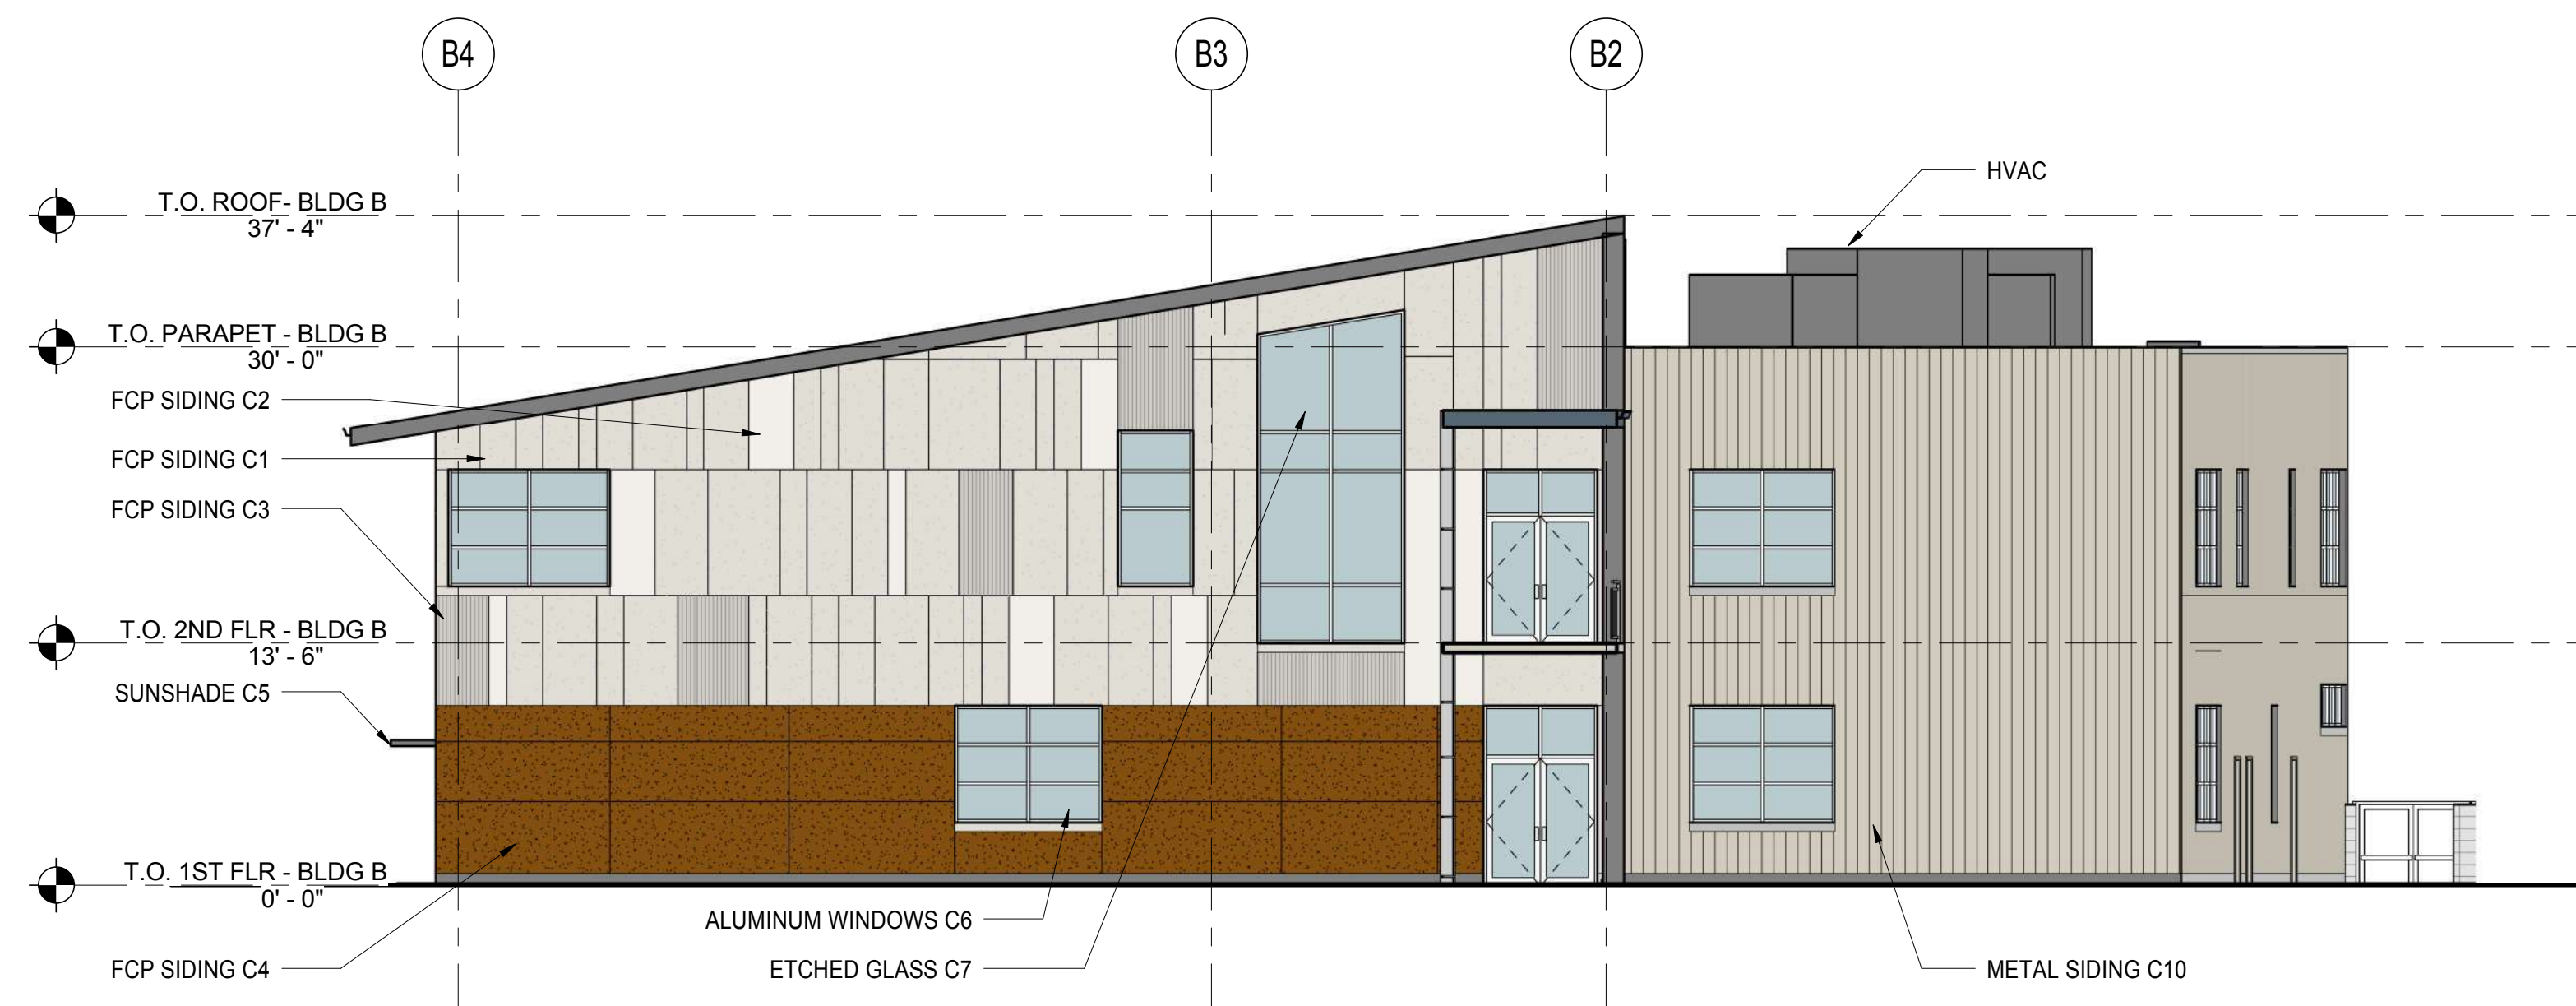 B4
B3
B2
HVAC
T.O. ROOF- BLDG B
37' - 4"
T.O. PARAPET - BLDG B
30' - 0"
FCP SIDING C2
FCP SIDING C1
FCP SIDING C3
T.O. 2ND FLR - BLDG B
13' - 6"
SUNSHADE C5
T.O. 1ST FLR - BLDG B
0' - 0"
ALUMINUM WINDOWS C6
FCP SIDING C4
ETCHED GLASS C7
METAL SIDING C10